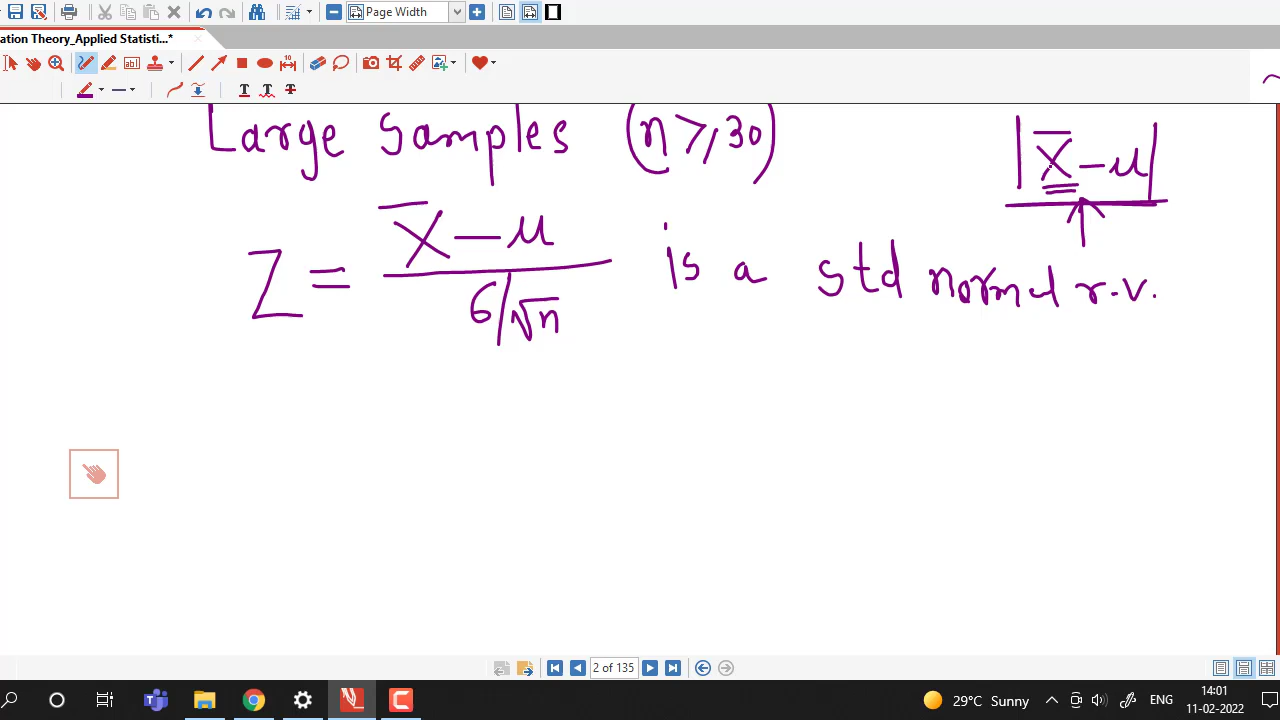 Page Width
ation Theory_Applied Statisti...*
Large Samples (n ≥ 30)
|X̄ - μ|
Z = (X̄ - μ) / (σ/√n) is a std normal r.v.
2 of 135
29°C Sunny
ENG
14:01
11-02-2022